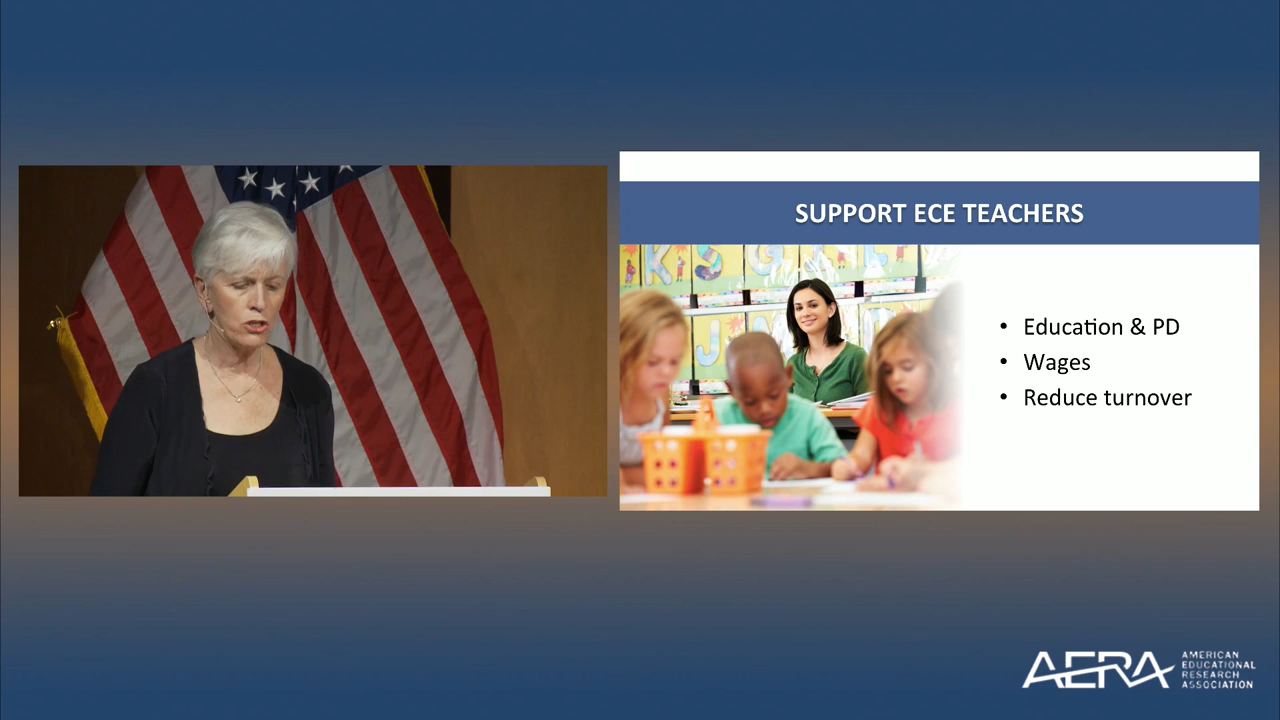 SUPPORT ECE TEACHERS
K S G E L
J M
• Education & PD
• Wages
• Reduce turnover
AERA
AMERICAN
EDUCATIONAL
RESEARCH
ASSOCIATION